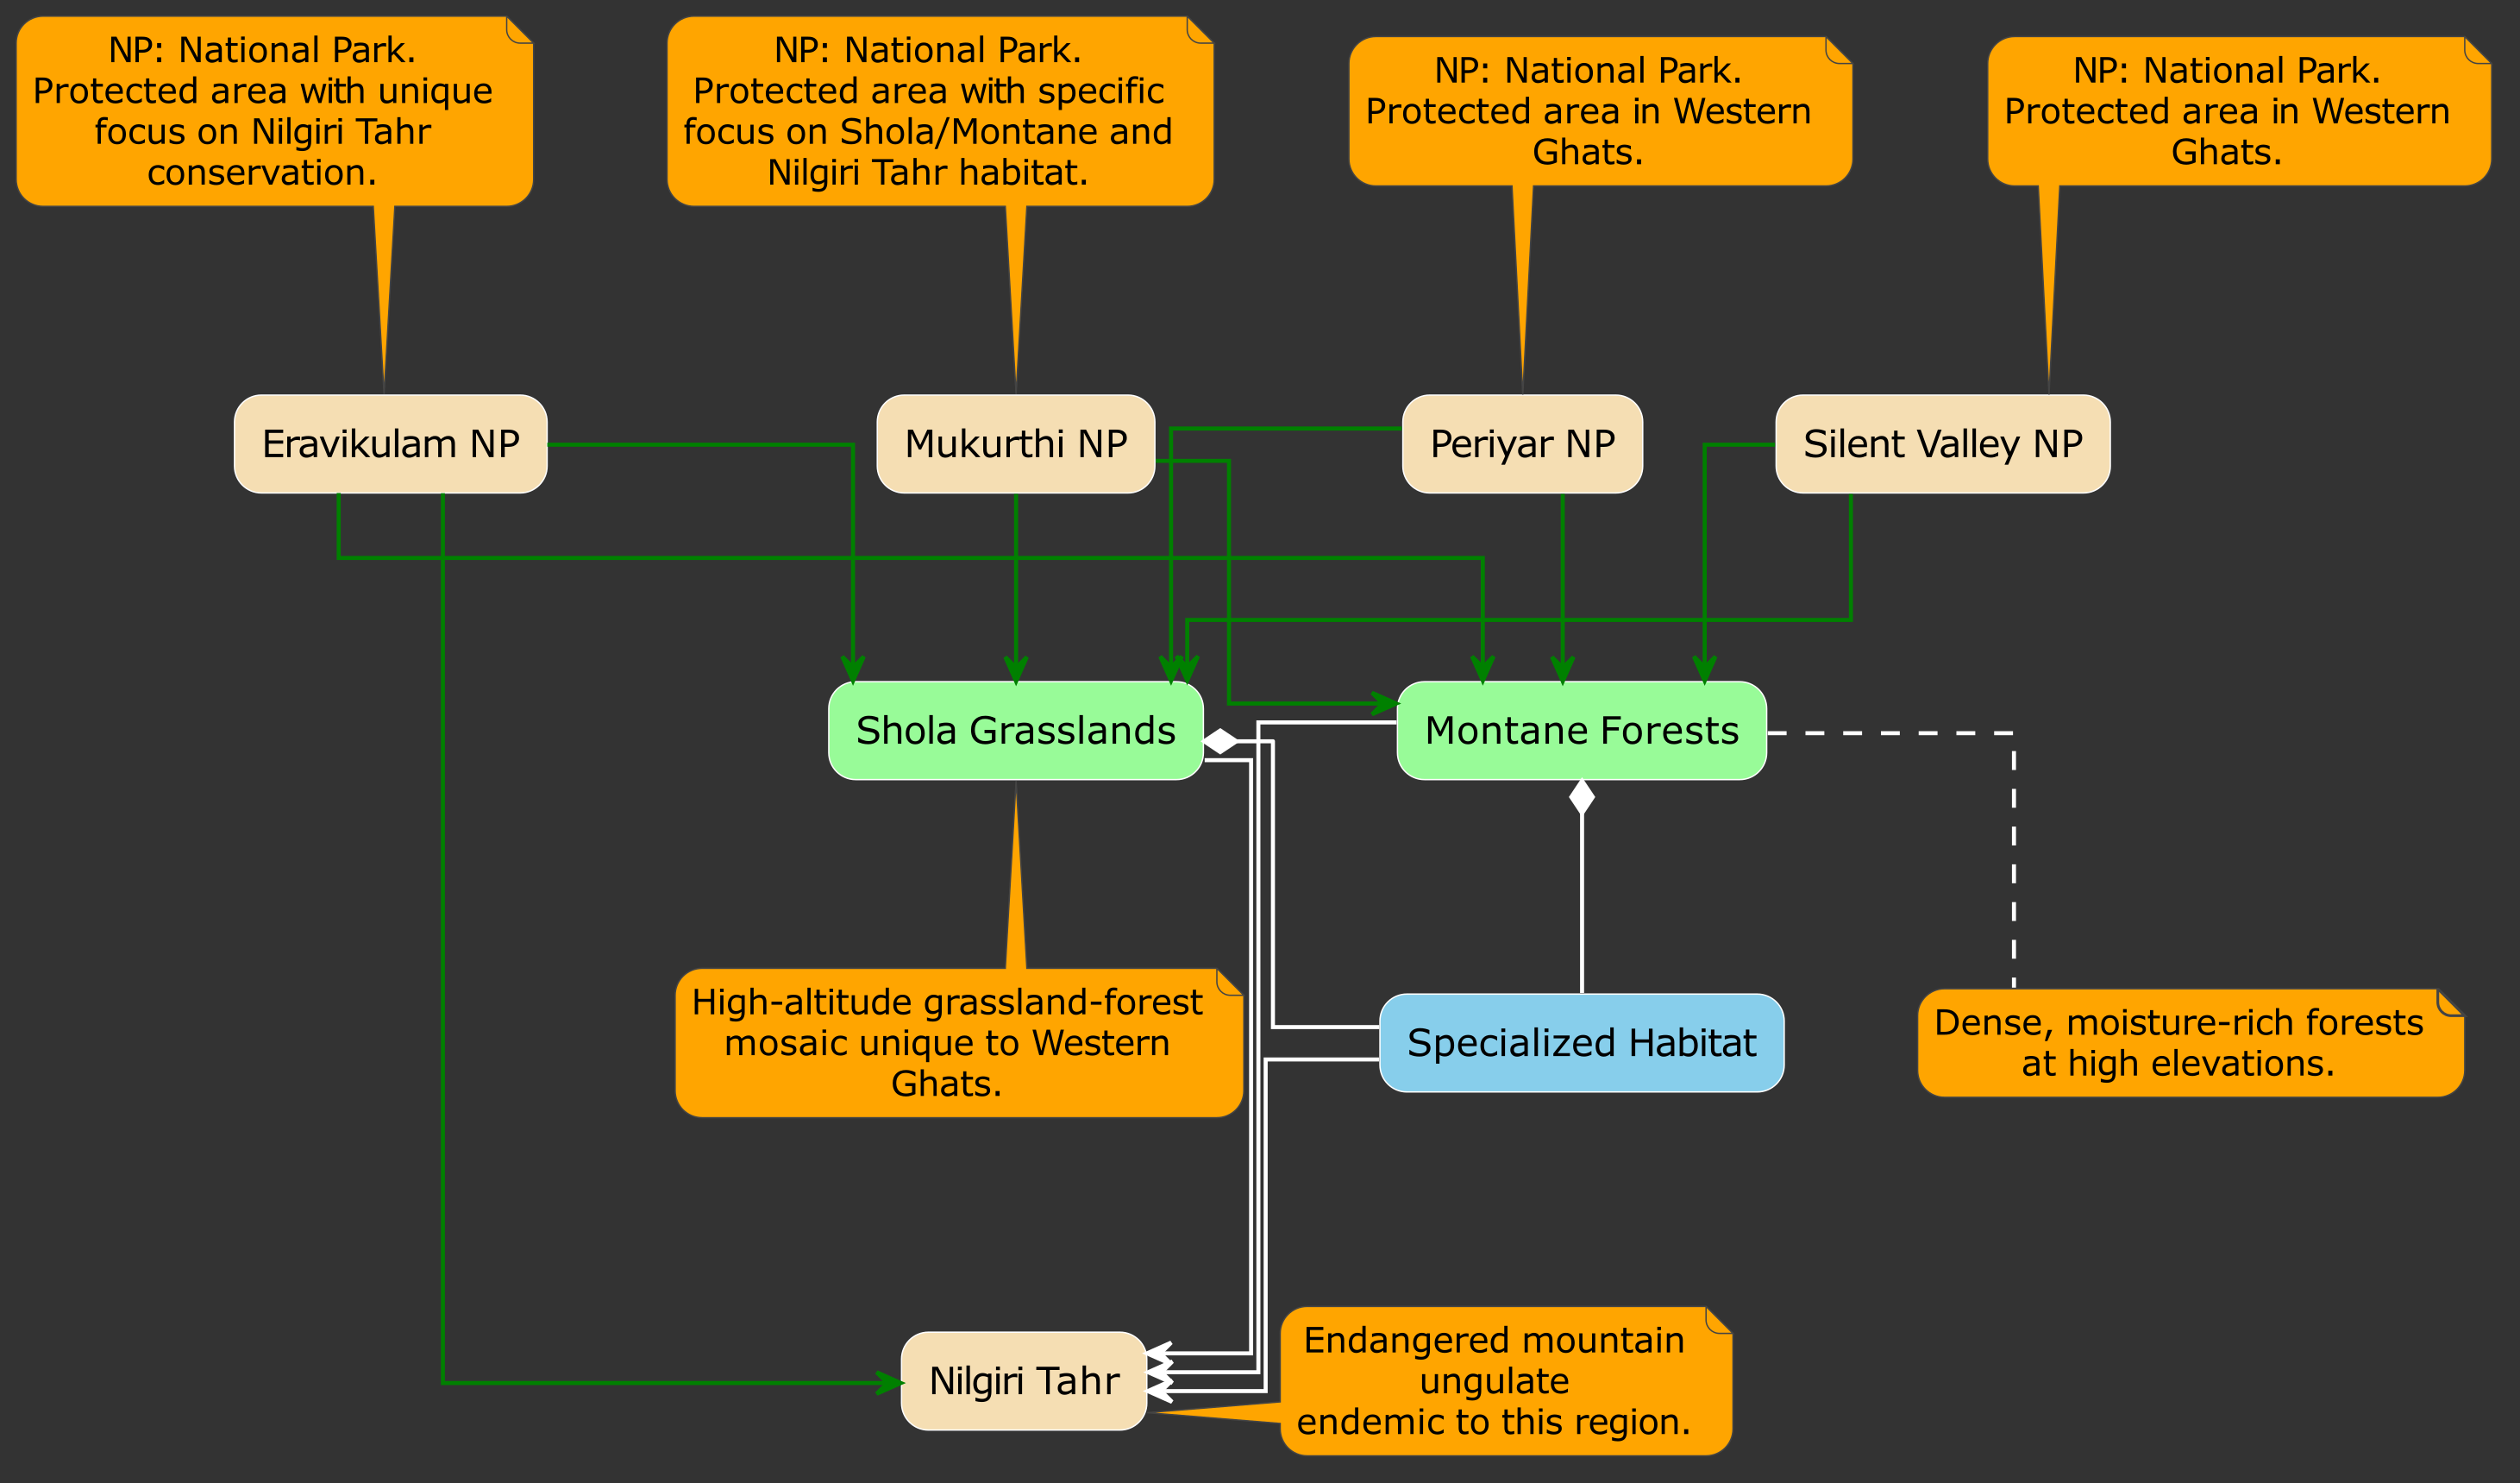 NP: National Park.
Protected area with unique
focus on Nilgiri Tahr
conservation.
NP: National Park.
Protected area with specific
focus on Shola/Montane and
Nilgiri Tahr habitat.
NP: National Park.
Protected area in Western
Ghats.
NP: National Park.
Protected area in Western
Ghats.
Eravikulam NP
Mukurthi NP
Periyar NP
Silent Valley NP
Shola Grasslands
Montane Forests
High-altitude grassland-forest
mosaic unique to Western
Ghats.
Specialized Habitat
Dense, moisture-rich forests
at high elevations.
Nilgiri Tahr
Endangered mountain
ungulate
endemic to this region.